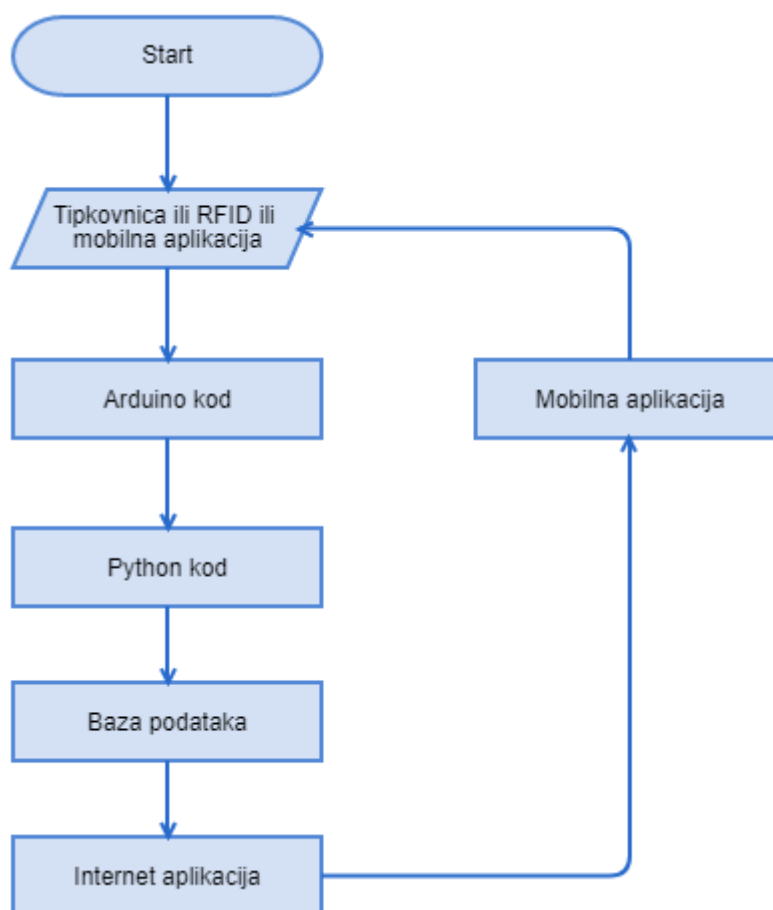 Start
Tipkovnica ili RFID ili
mobilna aplikacija
Arduino kod
Mobilna aplikacija
Python kod
Baza podataka
Internet aplikacija